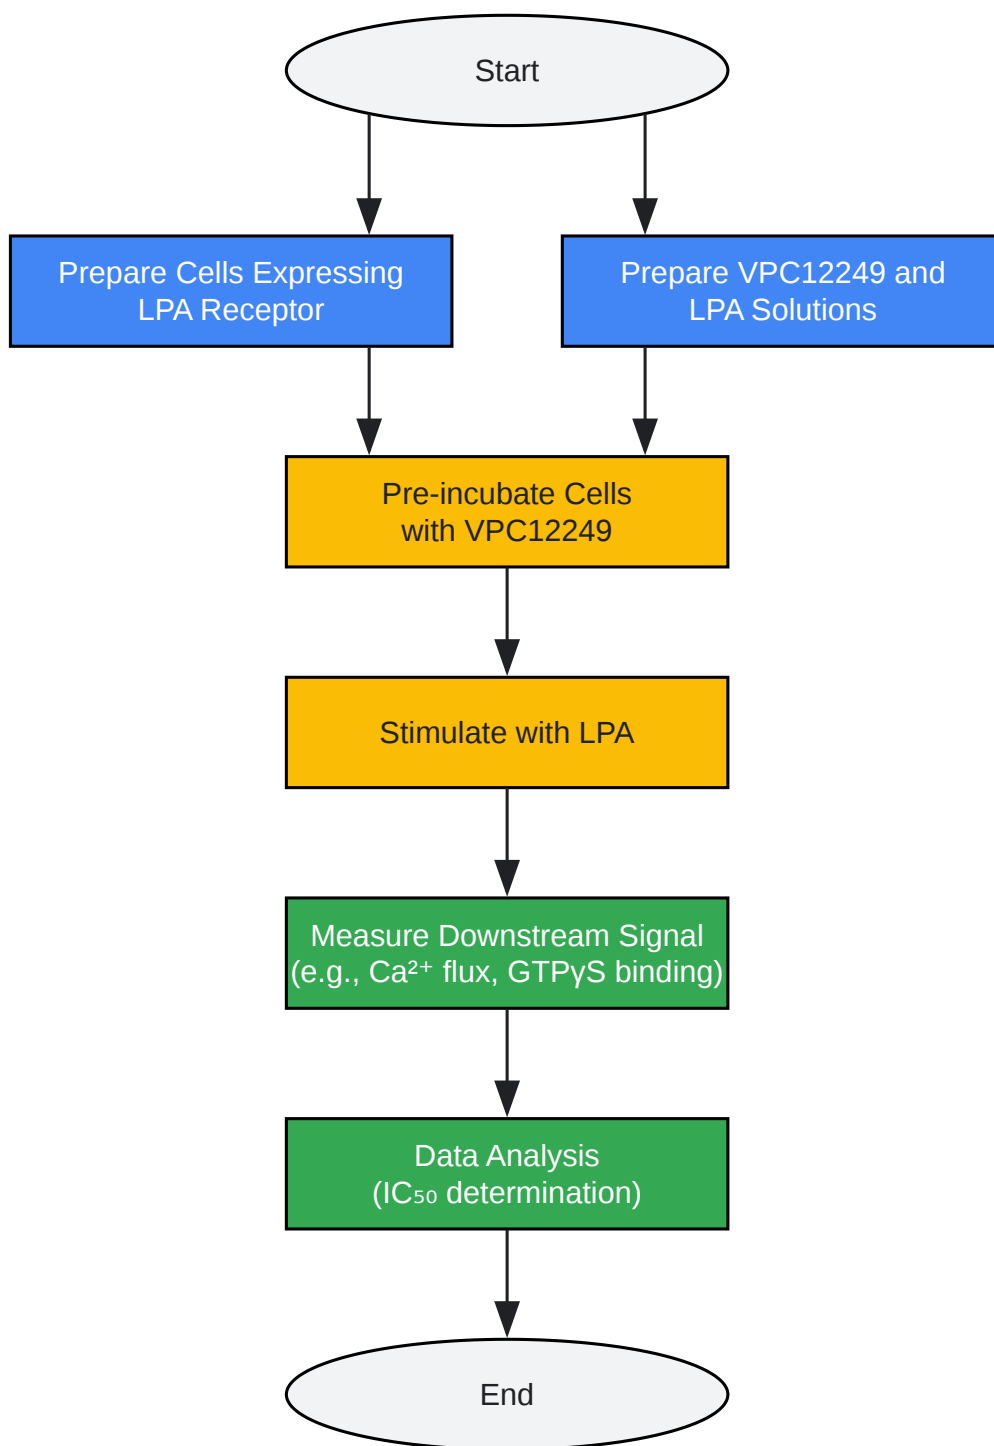 Start
Prepare Cells Expressing
LPA Receptor
Prepare VPC12249 and
LPA Solutions
Pre-incubate Cells
with VPC12249
Stimulate with LPA
Measure Downstream Signal
(e.g., Ca²⁺ flux, GTPγS binding)
Data Analysis
(IC₅₀ determination)
End